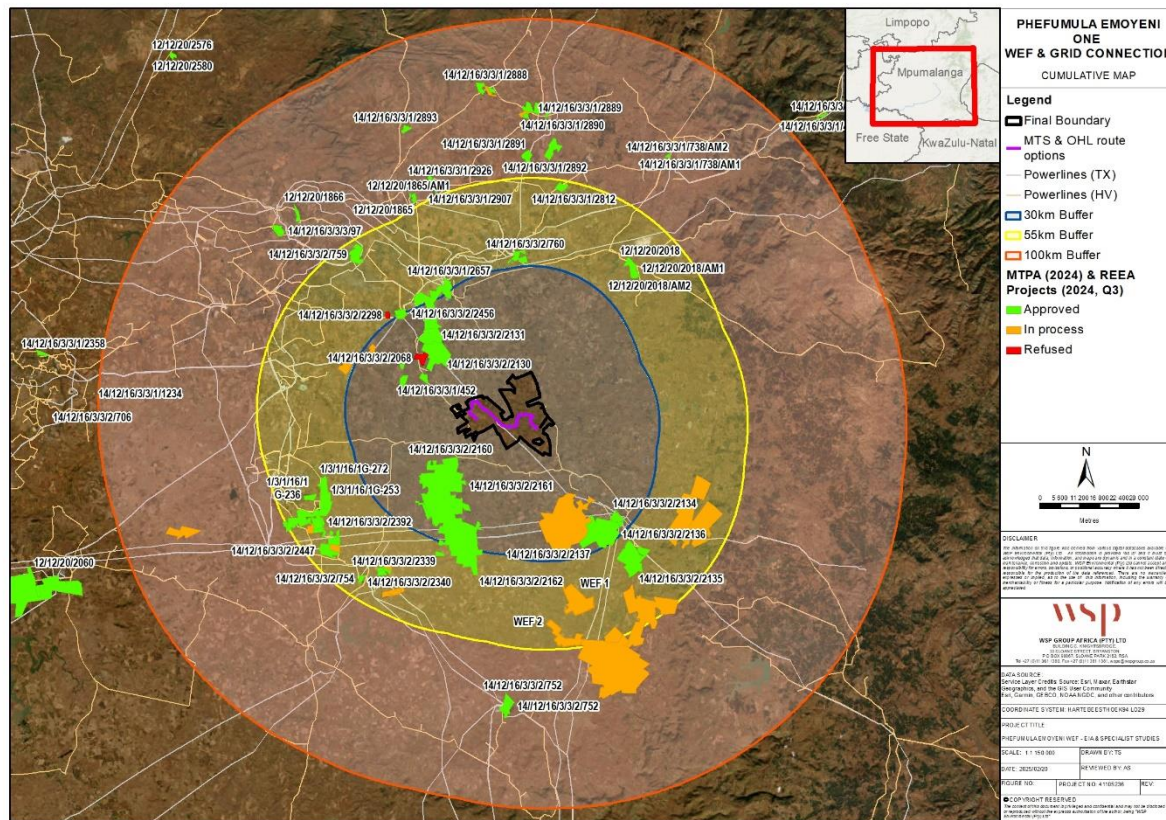 12/12/20/2576
12/12/20/2580
14/12/16/3/3/1/2888
14/12/16/3/3/1/2889
14/12/16/3/3/1/2893
14/12/16/3/3/1/2890
14/12/16/3/3/1/2891
14/12/16/3/3/1/738/AM2
14/12/16/3/3/1/2892
14/12/16/3/3/1/738/AM1
14/12/16/3/3/1/2926
12/12/20/1865/AM1
14/12/16/3/3/1/2907
14/12/16/3/3/1/2812
12/12/20/1866
12/12/20/1865
14/12/16/3/3/3/97
14/12/16/3/3/2/759
14/12/16/3/3/2/760
12/12/20/2018
12/12/20/2018/AM1
12/12/20/2018/AM2
14/12/16/3/3/1/2657
14/12/16/3/3/2/2298
14/12/16/3/3/2/2456
14/12/16/3/3/2/2131
14/12/16/3/3/1/2358
14/12/16/3/3/2/2068
14/12/16/3/3/2/2130
14/12/16/3/3/1/452
14/12/16/3/3/1/1234
14/12/16/3/3/2/706
14/12/16/3/3/2/2160
1/3/1/16/1G-272
1/3/1/16/1
G-236
1/3/1/16/1G-253
14/12/16/3/3/2/2161
14/12/16/3/3/2/2134
14/12/16/3/3/2/2392
14/12/16/3/3/2/2136
14/12/16/3/3/2/2447
14/12/16/3/3/2/2137
14/12/16/3/3/2/2339
12/12/20/2060
14/12/16/3/3/2/754
14/12/16/3/3/2/2340
14/12/16/3/3/2/2162
WEF 1
14/12/16/3/3/2/2135
WEF 2
14/12/16/3/3/2/752
14//12/16/3/3/2/752
Limpopo
Mpumalanga
Free State
KwaZulu-Natal
PHEFUMULA EMOYENI
ONE
WEF & GRID CONNECTION
CUMULATIVE MAP
Legend
Final Boundary
MTS & OHL route
options
Powerlines (TX)
Powerlines (HV)
30km Buffer
55km Buffer
100km Buffer
MTPA (2024) & REEA
Projects (2024, Q3)
Approved
In process
Refused
N
Metres
DISCLAIMER
wsp
WSP GROUP AFRICA (PTY) LTD
DATA SOURCE:
Service Layer Credits: Source: Esri, Maxar, Earthstar
Geographics, and the GIS User Community
Esri, Garmin, GEBCO, NOAA NGDC, and other contributors
COORDINATE SYSTEM: HARTEBEESTHOEK94 LO29
PROJECT TITLE:
PHEFUMULA EMOYENI WEF - EIA & SPECIALIST STUDIES
SCALE: 1:1 150 000
DRAWN BY: TS
DATE: 2025/02/20
REVIEWED BY: AS
FIGURE NO:
PROJECT NO: 41105236
REV:
COPYRIGHT RESERVED